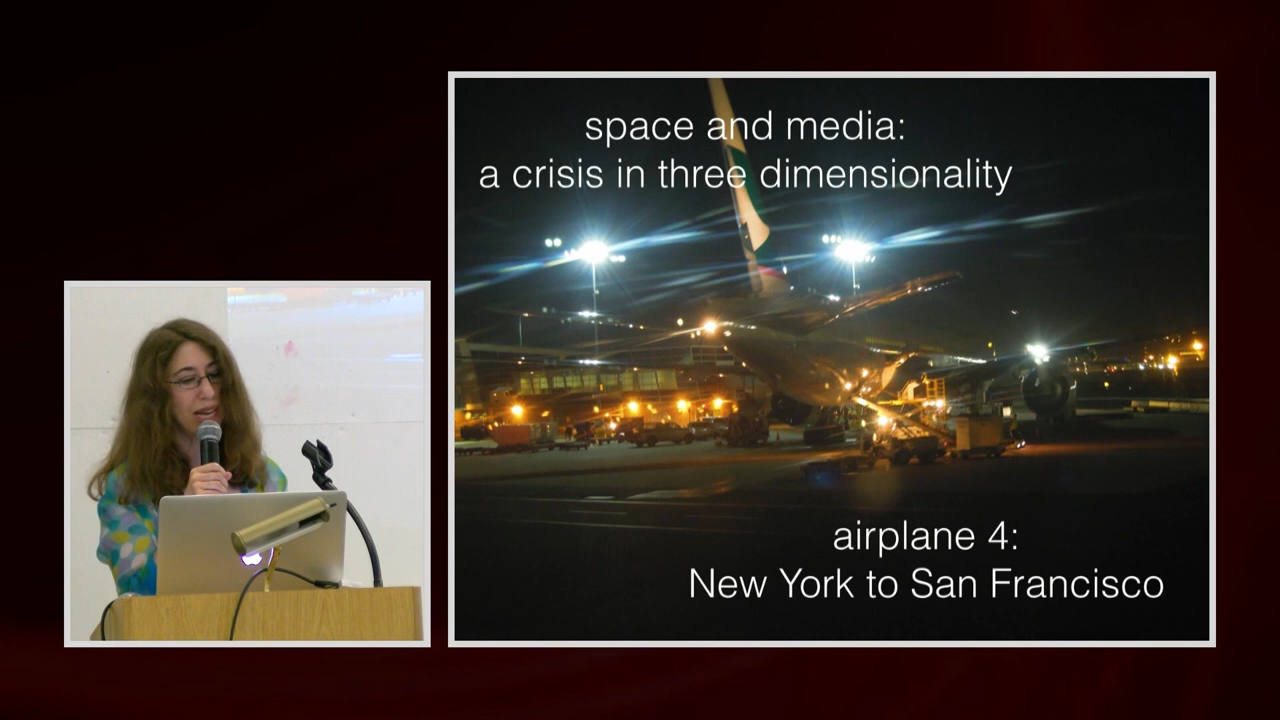 space and media:
a crisis in three dimensionality
airplane 4:
New York to San Francisco